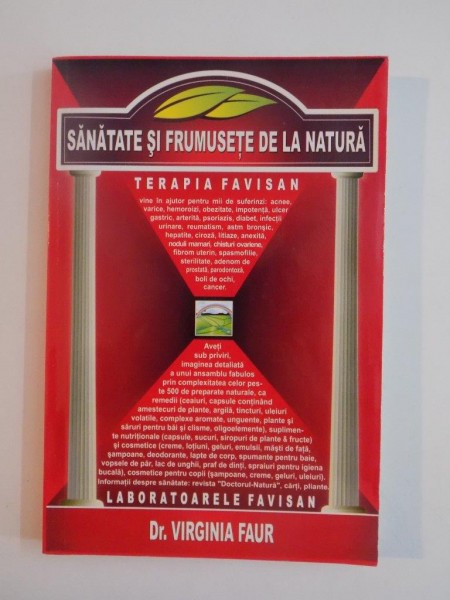 SĂNĂTATE ŞI FRUMUSEŢE DE LA NATURĂ
TERAPIA FAVISAN
vine în ajutor pentru mii de suferinzi: acnee,
varice, hemoroizi, obezitate, impotenţă, ulcer
gastric, arterită, psoriazis, diabet, infecţii
urinare, reumatism, astm bronşic,
hepatite, ciroză, litiaze, anexită,
noduli mamari, chisturi ovariene,
fibrom uterin, spasmofilie,
sterilitate, adenom de
prostată, parodontoză,
boli de ochi,
cancer.
Aveţi
sub priviri,
imaginea detaliată
a unui ansamblu fabulos
prin complexitatea celor pes-
te 500 de preparate naturale, ca
remedii (ceaiuri, capsule conţinând
amestecuri de plante, argilă, tincturi, uleiuri
volatile, complexe aromate, unguente, plante şi
săruri pentru băi şi clisme, oligoelemente), suplimen-
te nutriţionale (capsule, sucuri, siropuri de plante & fructe)
şi cosmetice (creme, loţiuni, geluri, emulsii, măşti de faţă,
şampoane, deodorante, lapte de corp, spumante pentru baie,
vopsele de păr, lac de unghii, praf de dinţi, spraiuri pentru igiena
bucală), cosmetice pentru copii (şampoane, creme, geluri, uleiuri).
Informaţii despre sănătate: revista "Doctorul-Natură", cărţi, pliante.
LABORATOARELE FAVISAN
Dr. VIRGINIA FAUR